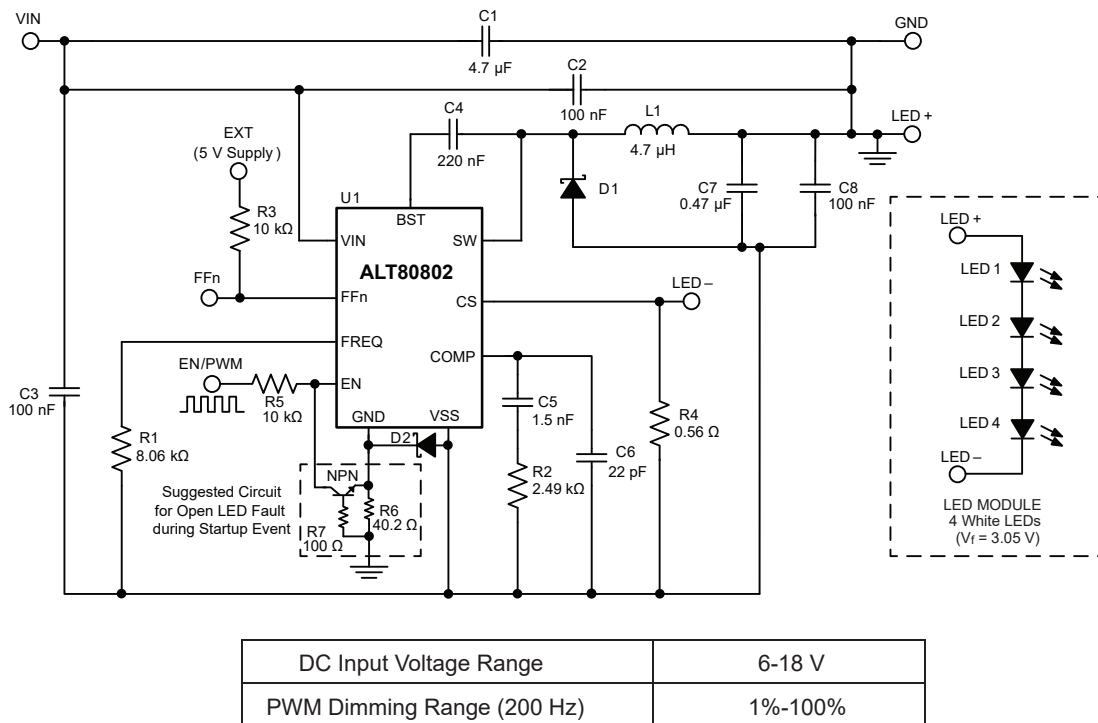 VIN
C1
4.7 µF
GND
C2
100 nF
C4
220 nF
L1
4.7 µH
LED +
EXT
(5 V Supply )
R3
10 kΩ
U1
BST
VIN
SW
ALT80802
D1
C7
0.47 µF
C8
100 nF
FFn
FFn
CS
LED –
FREQ
COMP
EN/PWM
R5
10 kΩ
EN
GND
VSS
C3
100 nF
R1
8.06 kΩ
D2
C5
1.5 nF
R4
0.56 Ω
C6
22 pF
R2
2.49 kΩ
NPN
R6
40.2 Ω
R7
100 Ω
Suggested Circuit
for Open LED Fault
during Startup Event
LED +
LED 1
LED 2
LED 3
LED 4
LED –
LED MODULE
4 White LEDs
(Vf = 3.05 V)
DC Input Voltage Range 6-18 V
PWM Dimming Range (200 Hz) 1%-100%